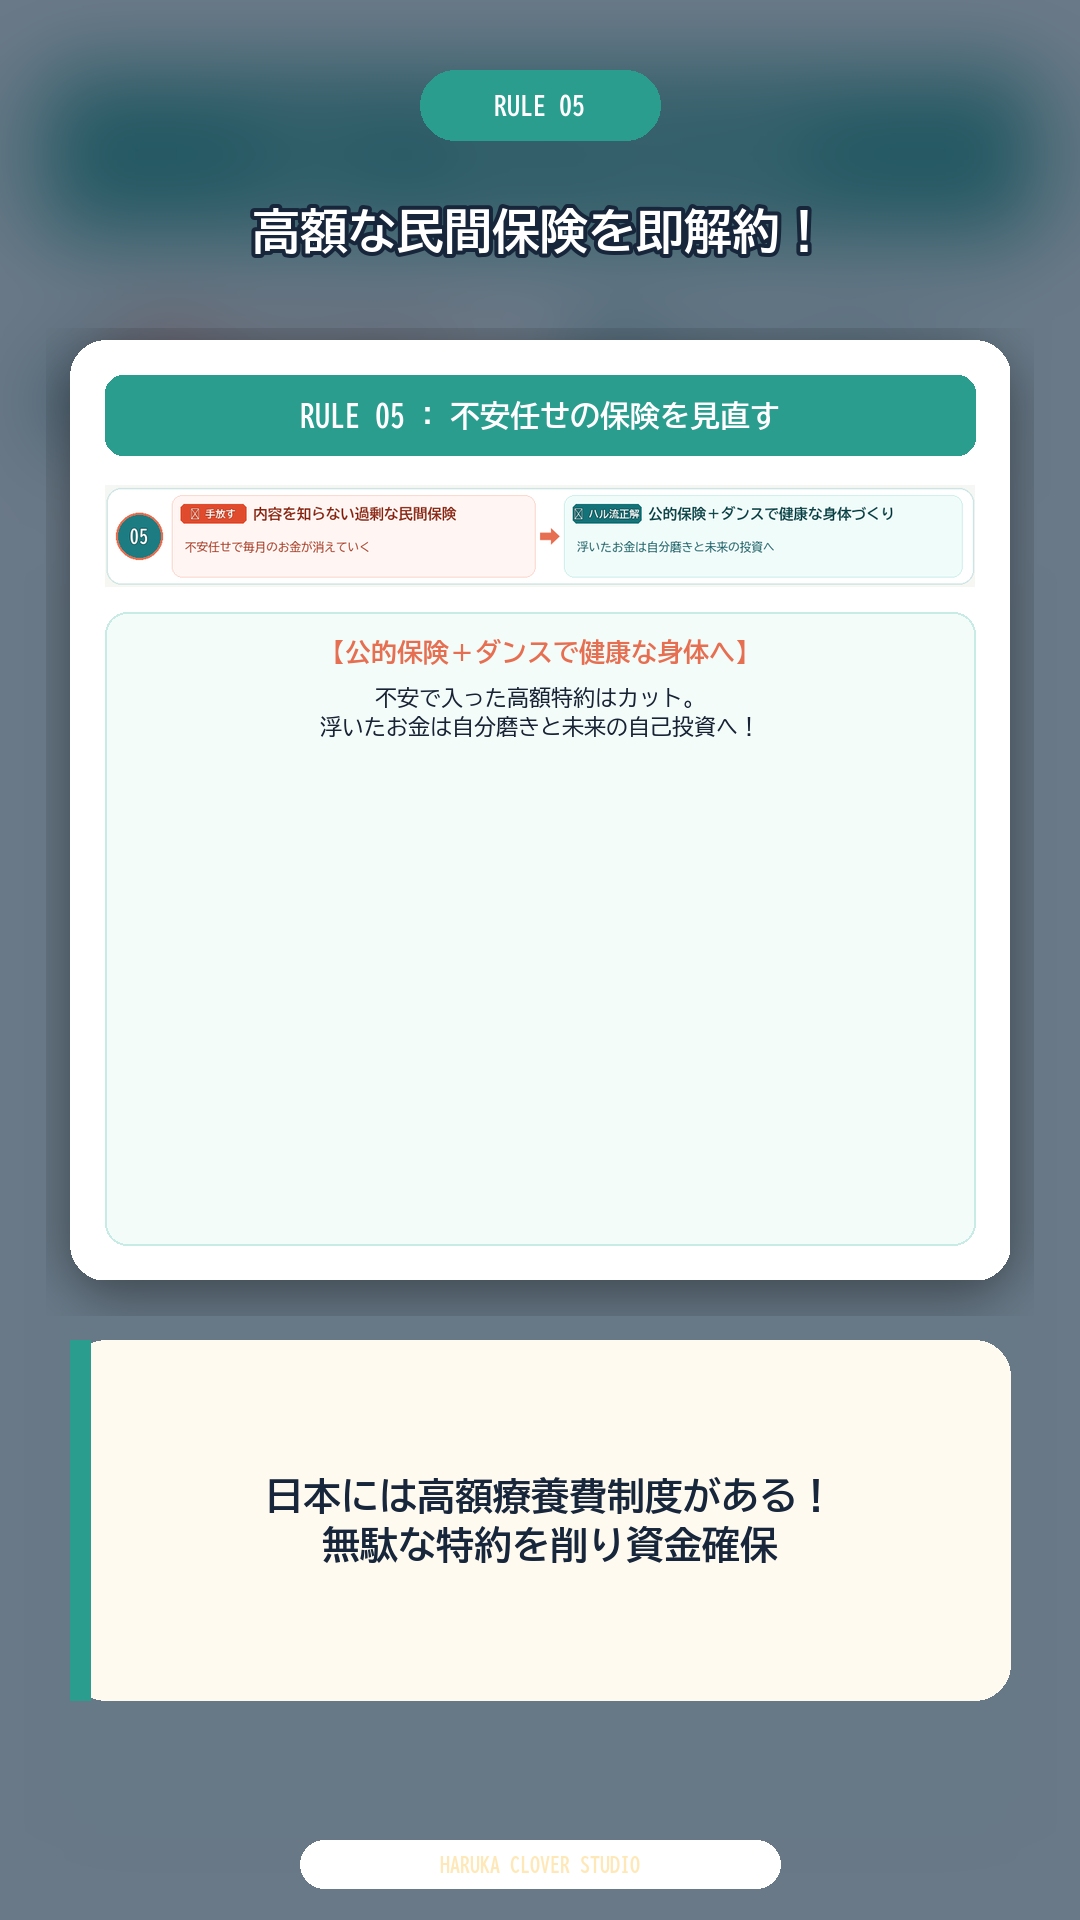 RULE 05
高額な民間保険を即解約！
RULE 05：不安任せの保険を見直す
05
手放す 内容を知らない過剰な民間保険
不安任せで毎月のお金が消えていく
ハル流正解 公的保険＋ダンスで健康な身体づくり
浮いたお金は自分磨きと未来の投資へ
【公的保険＋ダンスで健康な身体へ】
不安で入った高額特約はカット。
浮いたお金は自分磨きと未来の自己投資へ！
日本には高額療養費制度がある！
無駄な特約を削り資金確保
HARUKA CLOVER STUDIO